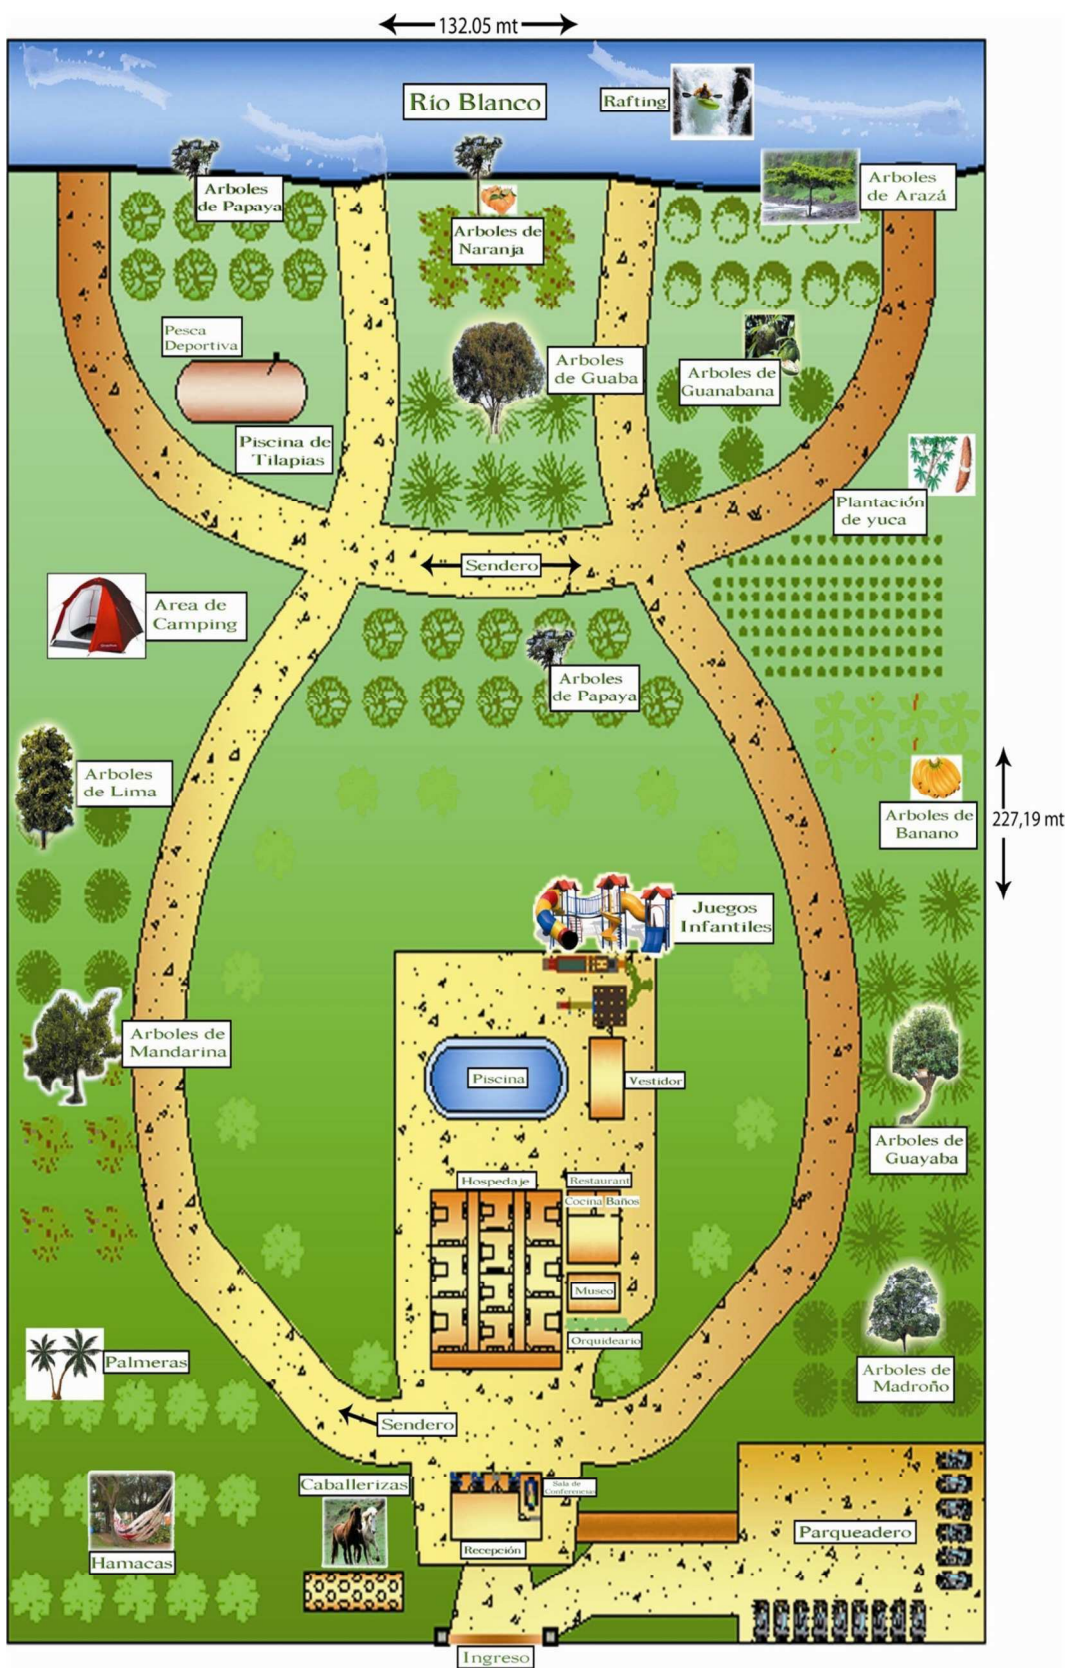 132.05 mt
Río Blanco
Rafting
Arboles
de Papaya
Arboles de
Naranja
Arboles
de Arazá
Pesca
Deportiva
Piscina de
Tilapias
Arboles
de Guaba
Arboles de
Guanabana
Plantación
de yuca
Sendero
Area de
Camping
Arboles
de Papaya
Arboles
de Lima
Arboles de
Banano
227,19 mt
Juegos
Infantiles
Arboles de
Mandarina
Piscina
Vestidor
Arboles de
Guayaba
Hospedaje
Restaurant
Cocina Baños
Museo
Orquideario
Palmeras
Arboles de
Madroño
Sendero
Caballerizas
Sala de
Conferencias
Recepción
Parqueadero
Hamacas
Ingreso